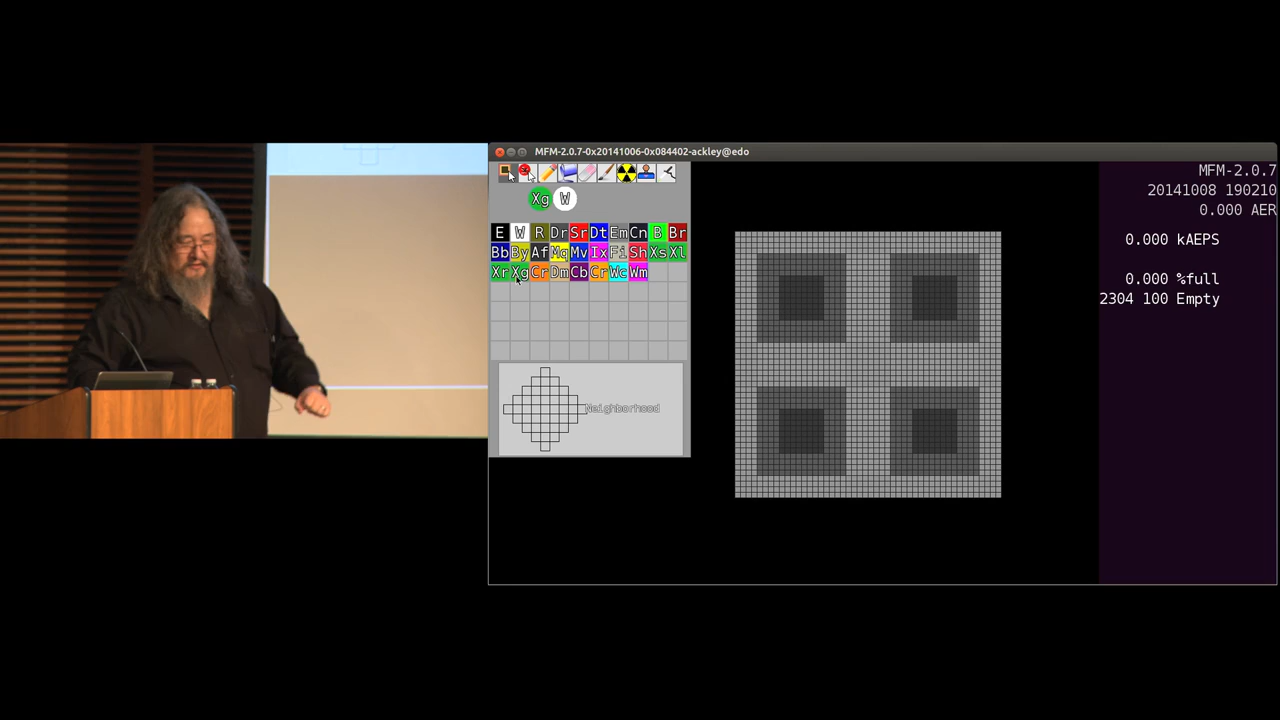 MFM-2.0.7-0x20141006-0x084402-ackley@edo
MFM-2.0.7
20141008 190210
0.000 AER
0.000 kAEPS
0.000 %full
2304 100 Empty
Xg W
E W R Dr Sr Dt Em Cn B Br
Bb By Af Mq Mv Ix Fi Sh Xs Xl
Xr Xg Cr Dm Cb Cr Wc Wm
Neighborhood